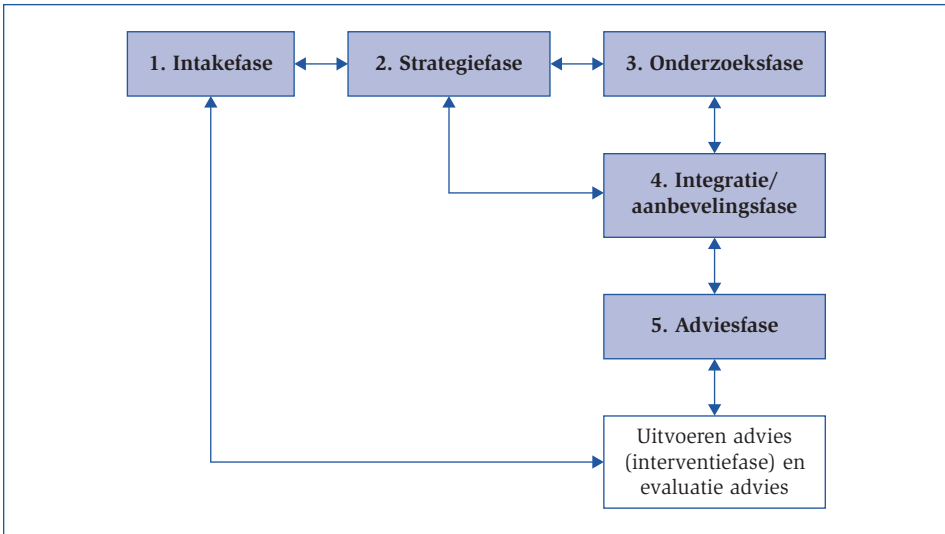 1. Intakefase
2. Strategiefase
3. Onderzoeksfase
4. Integratie/
aanbevelingsfase
5. Adviesfase
Uitvoeren advies
(interventiefase) en
evaluatie advies